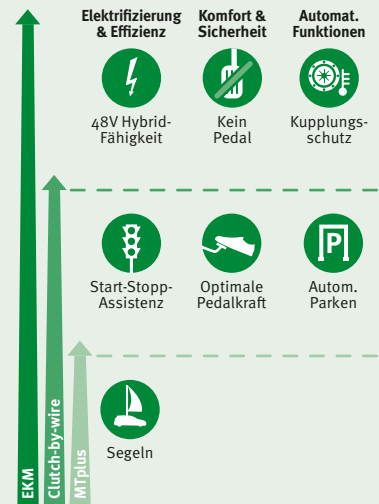 Elektrifizierung
& Effizienz
Komfort &
Sicherheit
Automat.
Funktionen
48V Hybrid-
Fähigkeit
Kein
Pedal
Kupplungs-
schutz
Start-Stopp-
Assistenz
Optimale
Pedalkraft
P
Autom.
Parken
Segeln
EKM
Clutch-by-wire
MTplus